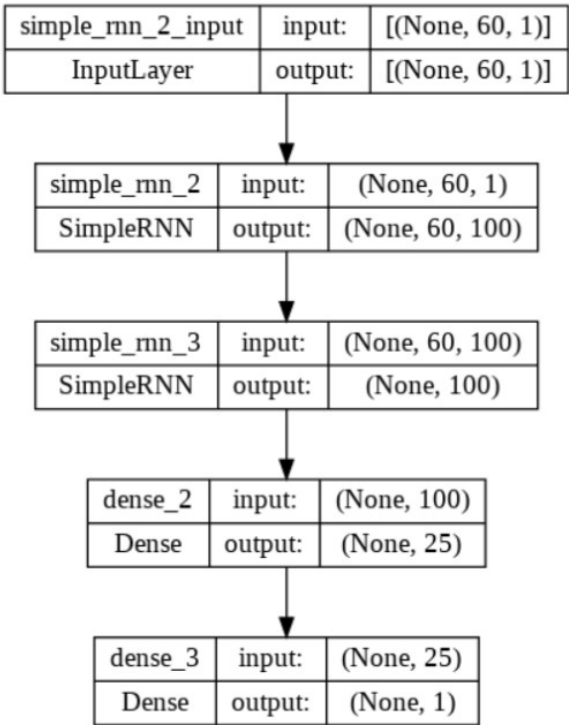 simple_rnn_2_input input: [(None, 60, 1)]
InputLayer output: [(None, 60, 1)]
simple_rnn_2 input: (None, 60, 1)
SimpleRNN output: (None, 60, 100)
simple_rnn_3 input: (None, 60, 100)
SimpleRNN output: (None, 100)
dense_2 input: (None, 100)
Dense output: (None, 25)
dense_3 input: (None, 25)
Dense output: (None, 1)